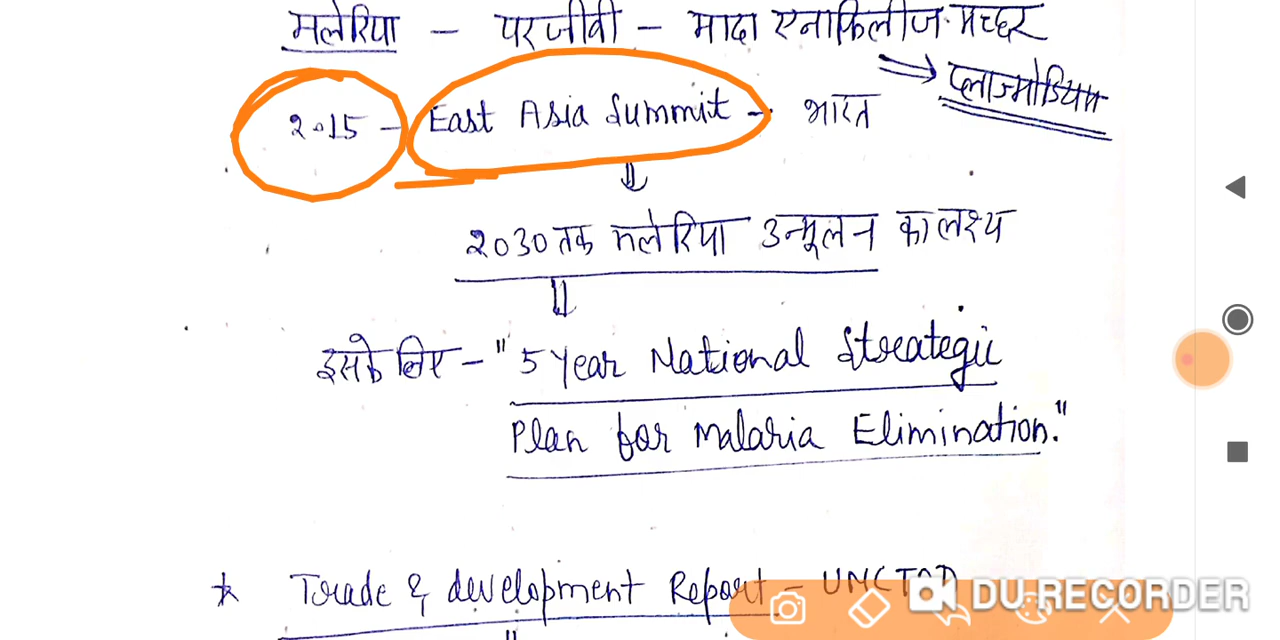 मलेरिया - परजीवी - मादा एनाफिलीज मच्छर
⇒ प्लाज्मोडियम
2015 - East Asia Summit - भारत
⇓
2030 तक मलेरिया उन्मूलन का लक्ष्य
⇓
इसके लिए - "5 Year National Strategic
Plan for Malaria Elimination."
* Trade & development Report - UNCTAD
DU RECORDER